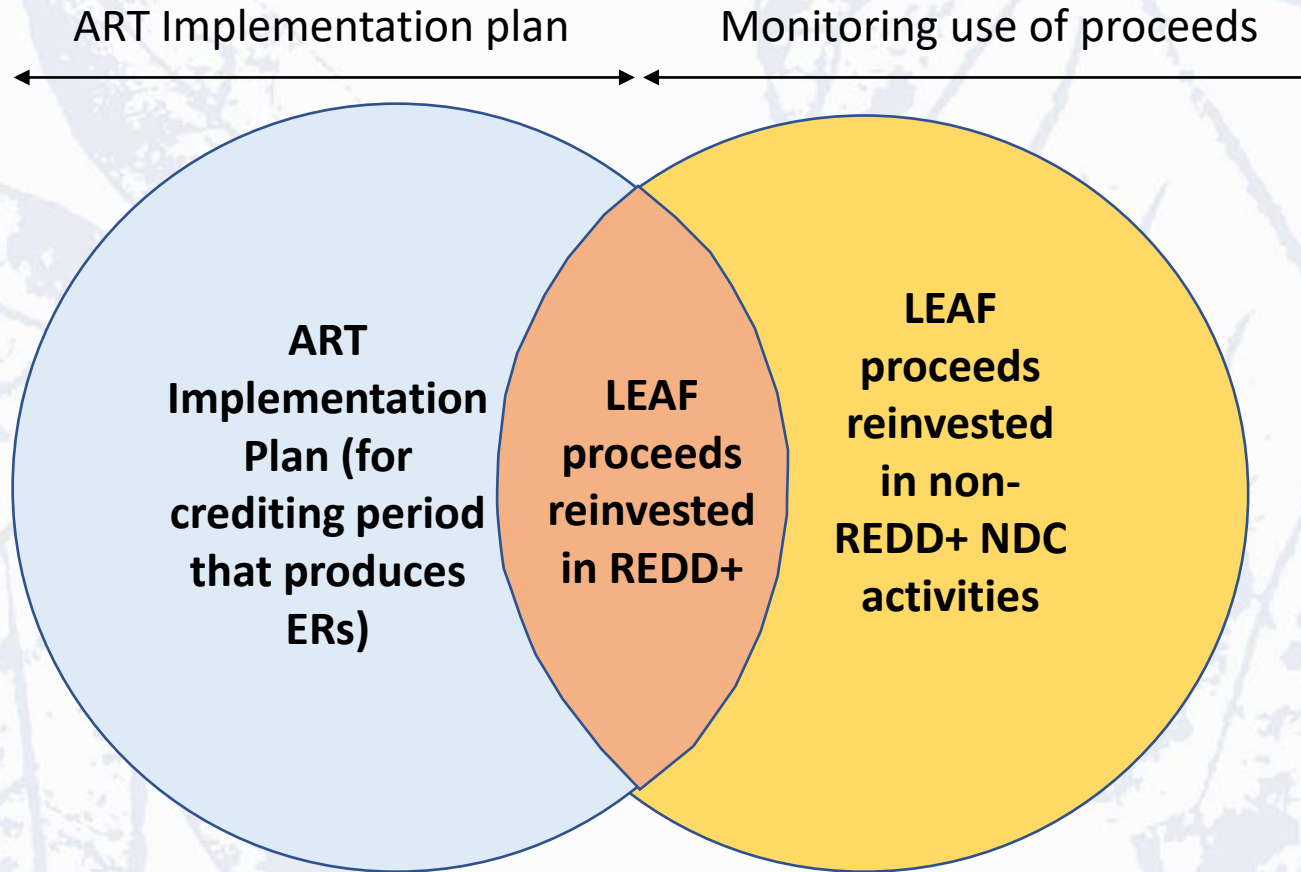 ART Implementation plan
Monitoring use of proceeds
ART
Implementation
Plan (for
crediting period
that produces
ERs)
LEAF
proceeds
reinvested
in REDD+
LEAF
proceeds
reinvested
in non-
REDD+ NDC
activities